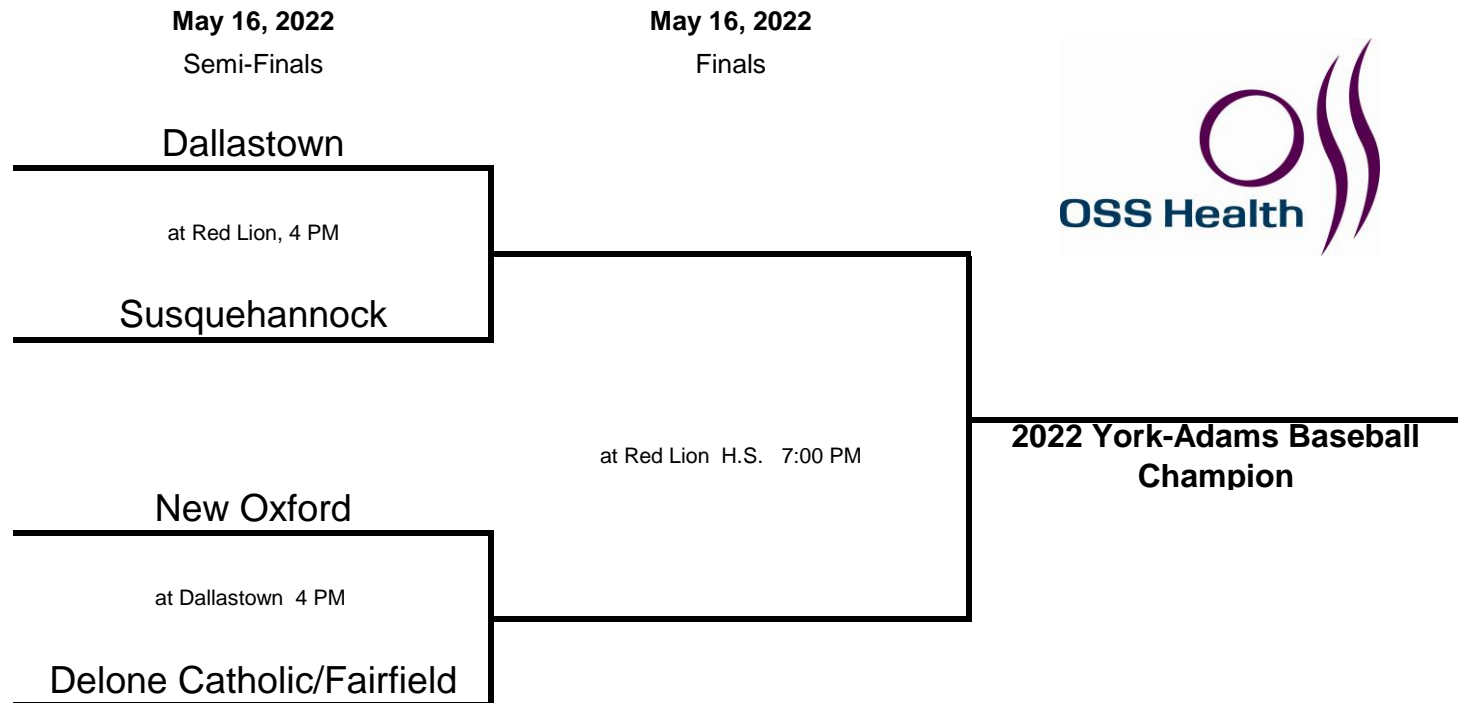 May 16, 2022
May 16, 2022
Semi-Finals
Finals
OSS
OSS Health
Dallastown
at Red Lion, 4 PM
Susquehannock
at Red Lion H.S. 7:00 PM
2022 York-Adams Baseball
Champion
New Oxford
at Dallastown 4 PM
Delone Catholic/Fairfield